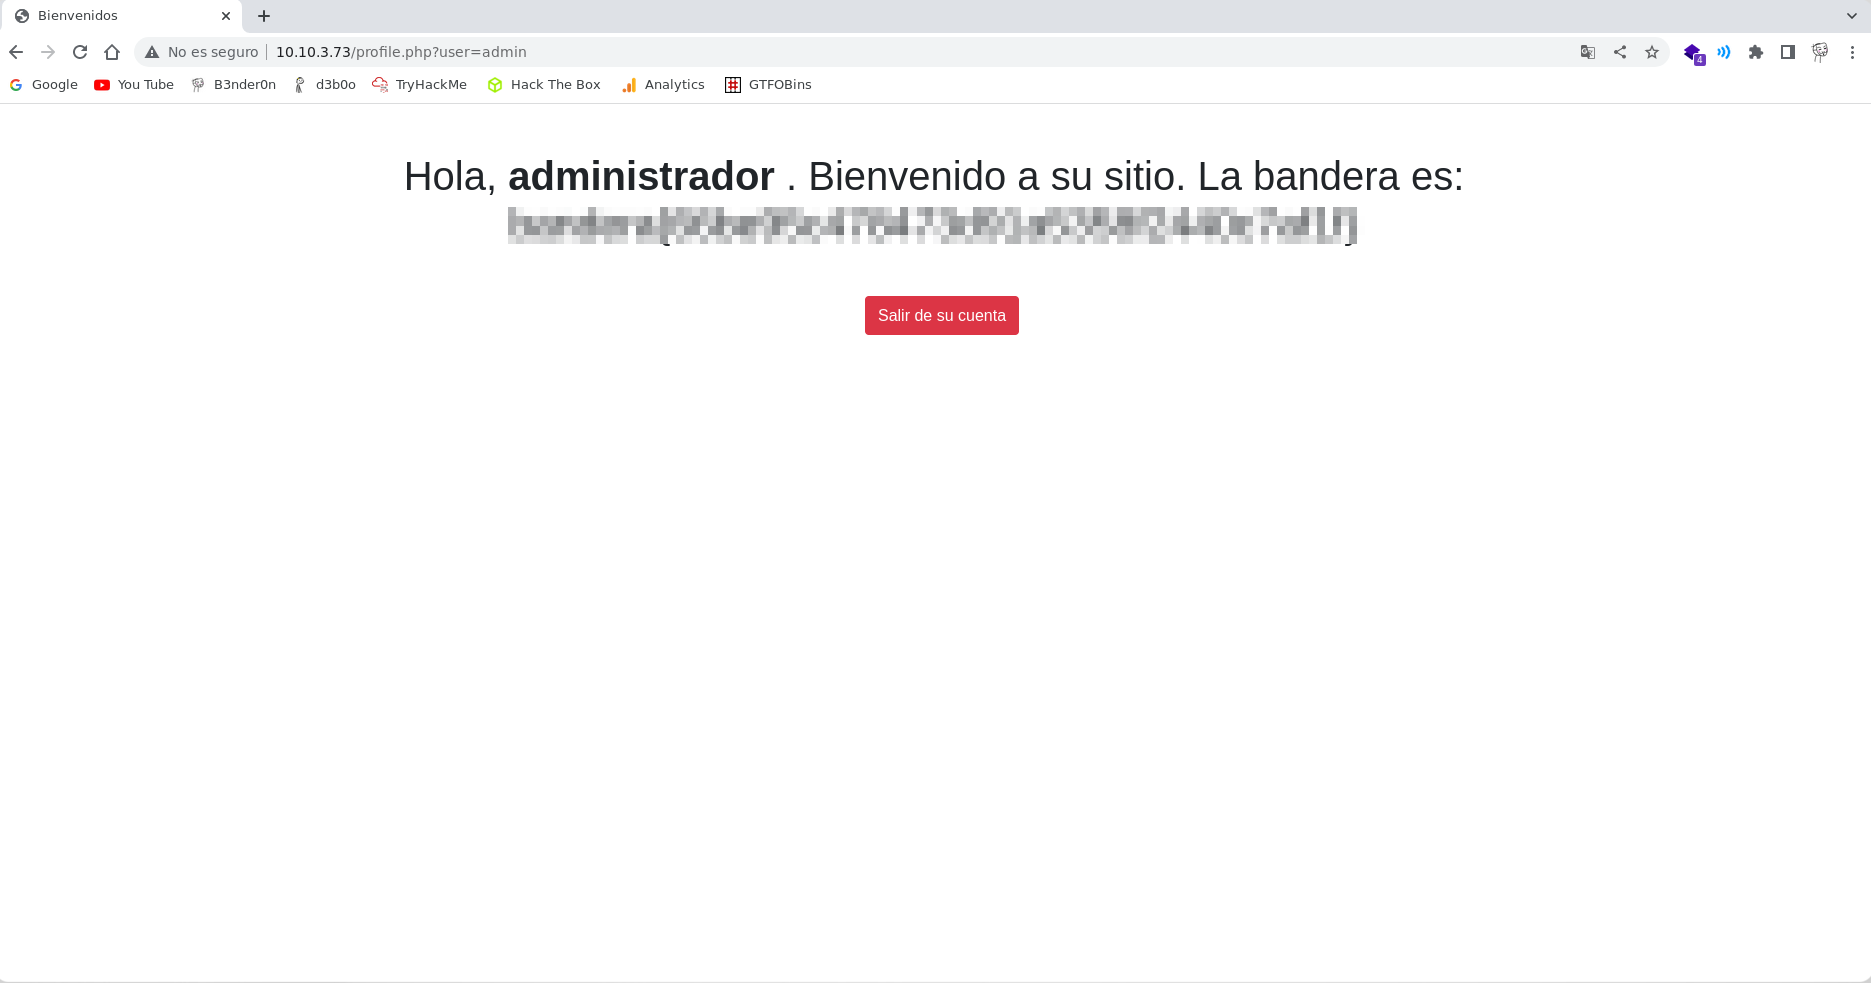 Bienvenidos
No es seguro 10.10.3.73/profile.php?user=admin
4
Google You Tube B3nder0n d3b0o TryHackMe Hack The Box Analytics GTFOBins
Hola, administrador . Bienvenido a su sitio. La bandera es:
Salir de su cuenta